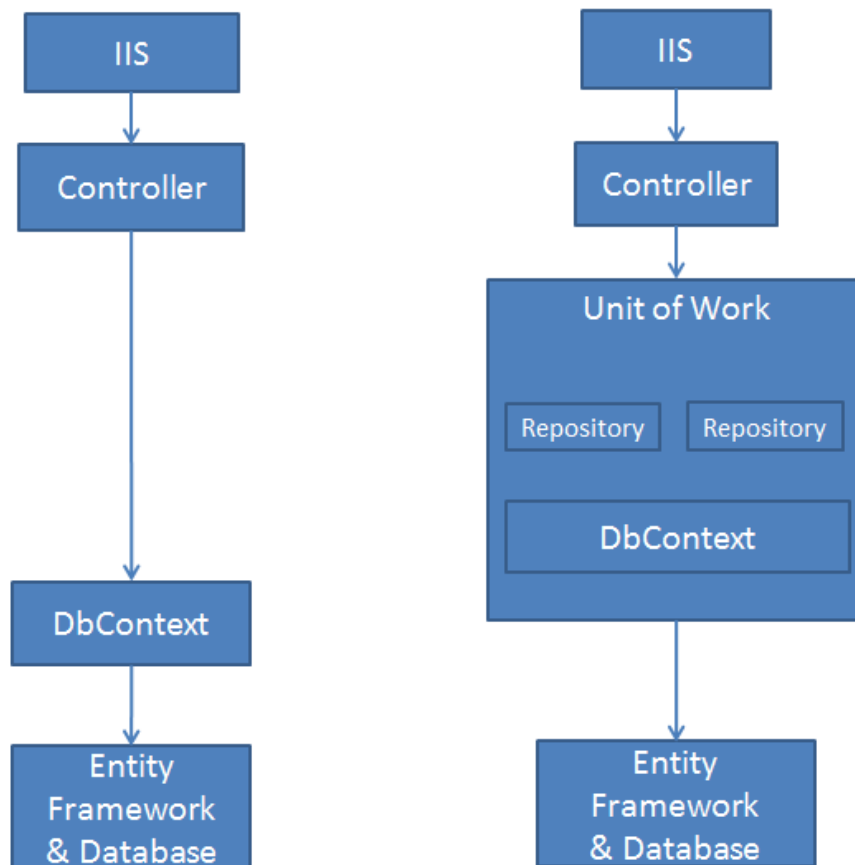 IIS
Controller
DbContext
Entity
Framework
& Database
IIS
Controller
Unit of Work
Repository
Repository
DbContext
Entity
Framework
& Database